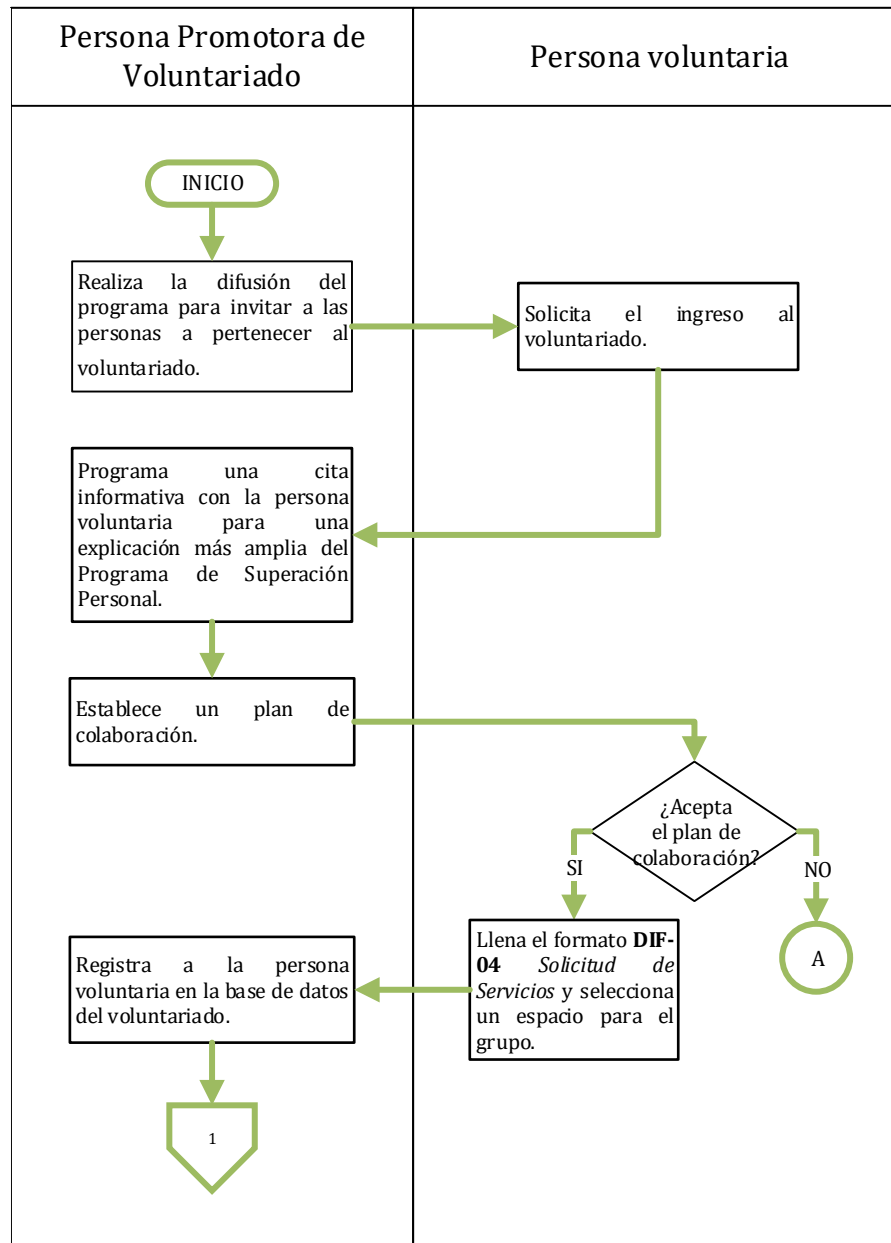 Persona Promotora de
Voluntariado
Persona voluntaria
INICIO
Realiza la difusión del
programa para invitar a las
personas a pertenecer al
voluntariado.
Solicita el ingreso al
voluntariado.
Programa una cita
informativa con la persona
voluntaria para una
explicación más amplia del
Programa de Superación
Personal.
Establece un plan de
colaboración.
¿Acepta
el plan de
colaboración?
SI
NO
Llena el formato DIF-
04 Solicitud de
Servicios y selecciona
un espacio para el
grupo.
A
Registra a la persona
voluntaria en la base de datos
del voluntariado.
1